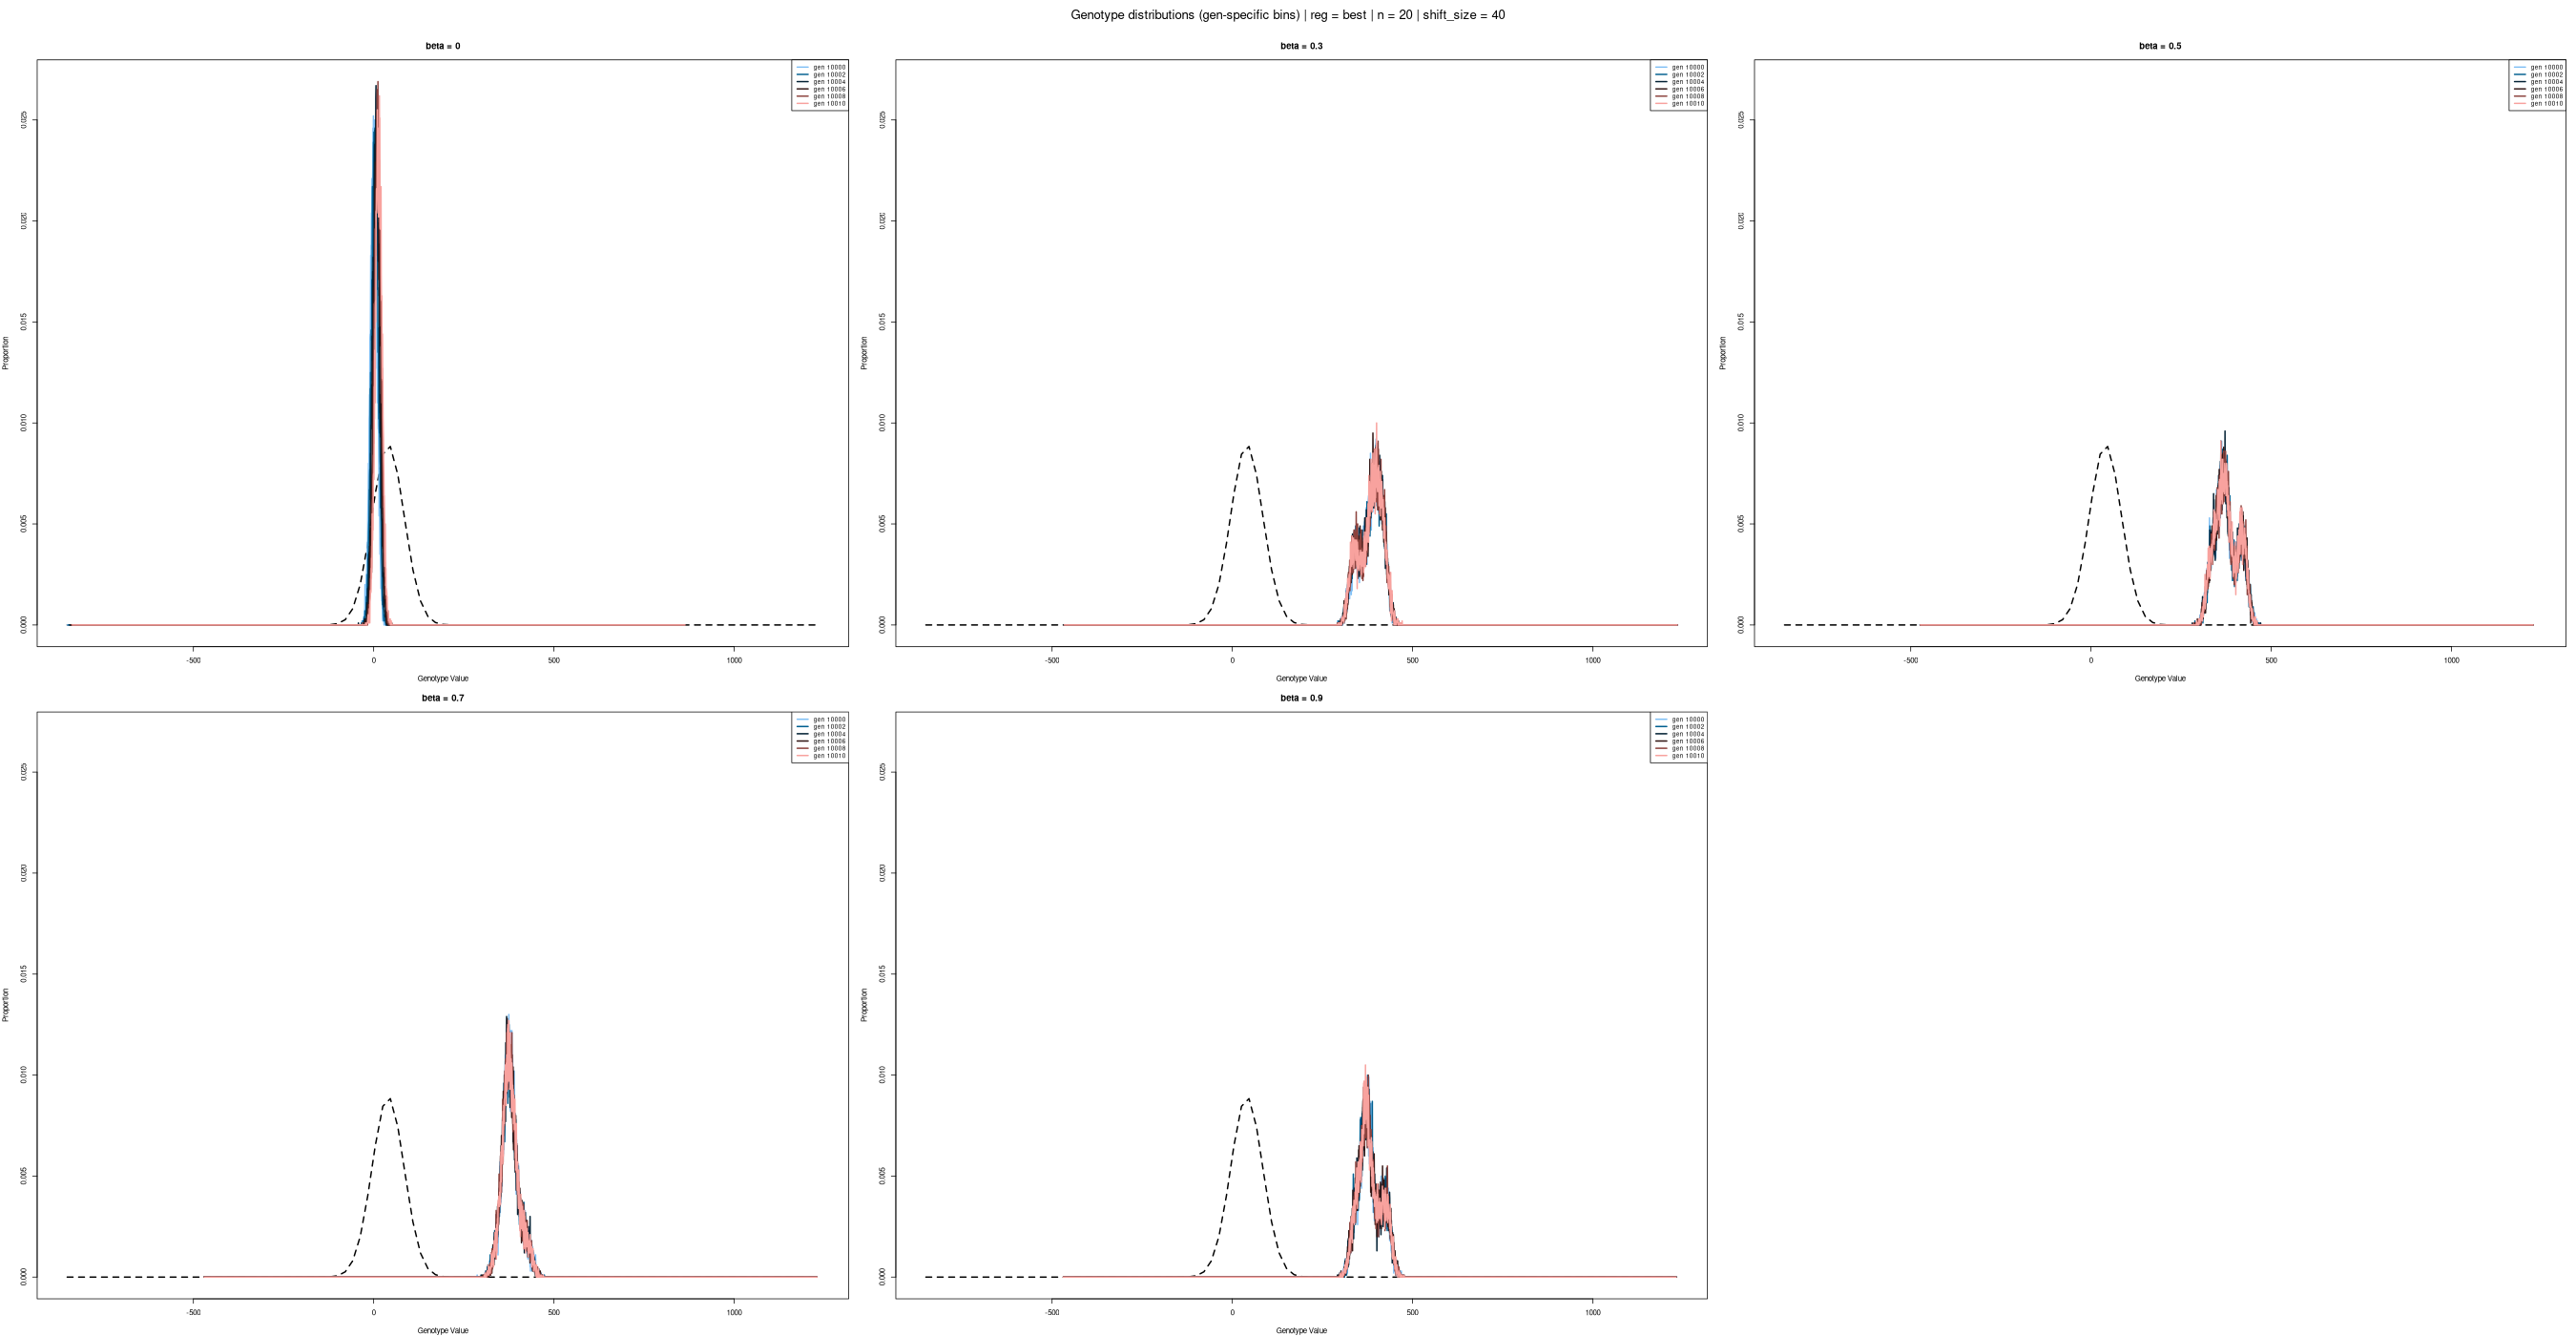 Genotype distributions (gen-specific bins) | reg = best | n = 20 | shift_size = 40
beta = 0
gen 10000
gen 10002
gen 10004
gen 10006
gen 10008
gen 10010
Proportion
0.025
0.020
0.015
0.010
0.005
0.000
-500
0
500
1000
Genotype Value
beta = 0.3
gen 10000
gen 10002
gen 10004
gen 10006
gen 10008
gen 10010
Proportion
0.025
0.020
0.015
0.010
0.005
0.000
-500
0
500
1000
Genotype Value
beta = 0.5
gen 10000
gen 10002
gen 10004
gen 10006
gen 10008
gen 10010
Proportion
0.025
0.020
0.015
0.010
0.005
0.000
-500
0
500
1000
Genotype Value
beta = 0.7
gen 10000
gen 10002
gen 10004
gen 10006
gen 10008
gen 10010
Proportion
0.025
0.020
0.015
0.010
0.005
0.000
-500
0
500
1000
Genotype Value
beta = 0.9
gen 10000
gen 10002
gen 10004
gen 10006
gen 10008
gen 10010
Proportion
0.025
0.020
0.015
0.010
0.005
0.000
-500
0
500
1000
Genotype Value